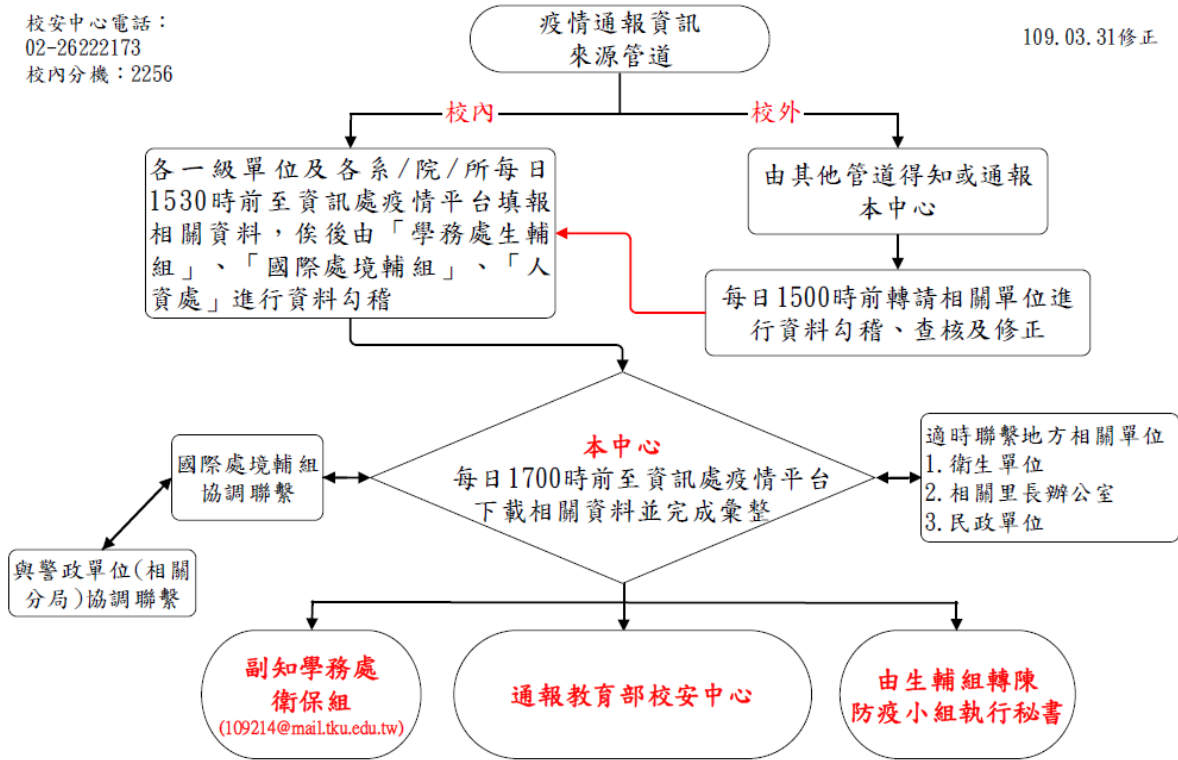 校安中心電話：
02-26222173
校內分機：2256
疫情通報資訊
來源管道
109.03.31修正
校內
校外
各一級單位及各系/院/所每日
1530時前至資訊處疫情平台填報
相關資料，俟後由「學務處生輔
組」、「國際處境輔組」、「人
資處」進行資料勾稽
由其他管道得知或通報
本中心
每日1500時前轉請相關單位進
行資料勾稽、查核及修正
本中心
每日1700時前至資訊處疫情平台
下載相關資料並完成彙整
國際處境輔組
協調聯繫
與警政單位(相關
分局)協調聯繫
適時聯繫地方相關單位
1.衛生單位
2.相關里長辦公室
3.民政單位
副知學務處
衛保組
(109214@mail.tku.edu.tw)
通報教育部校安中心
由生輔組轉陳
防疫小組執行秘書